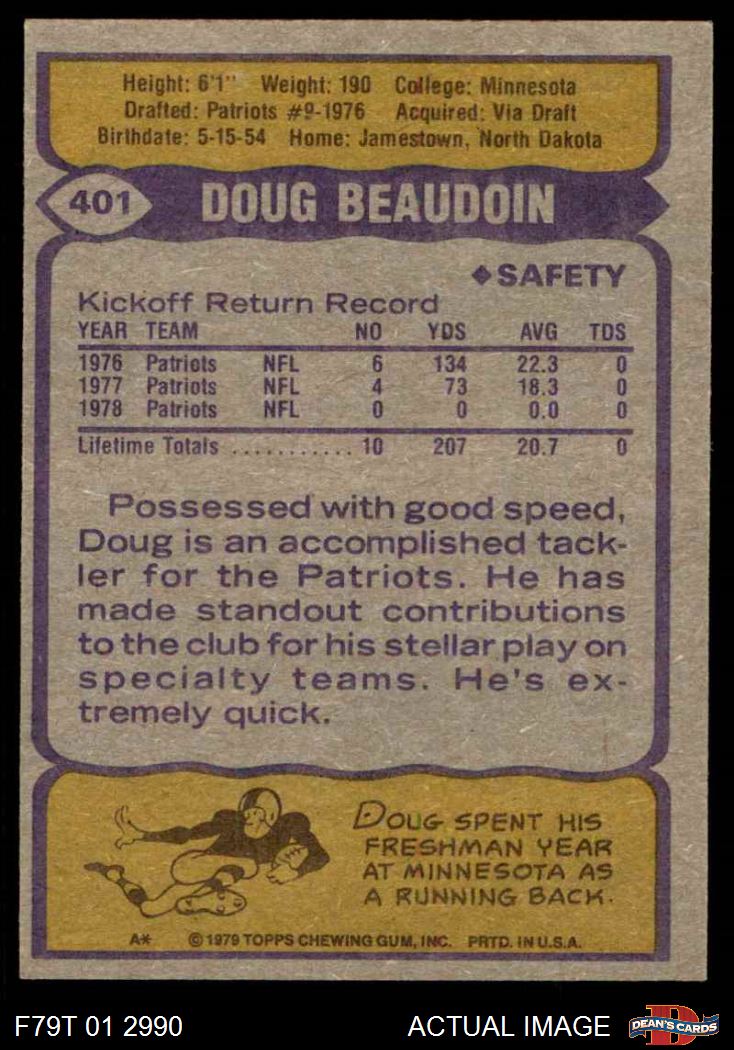 Height: 6'1" Weight: 190 College: Minnesota
Drafted: Patriots #9-1976 Acquired: Via Draft
Birthdate: 5-15-54 Home: Jamestown, North Dakota
401 DOUG BEAUDOIN
◆SAFETY
Kickoff Return Record
YEAR TEAM NO YDS AVG TDS
1976 Patriots NFL 6 134 22.3 0
1977 Patriots NFL 4 73 18.3 0
1978 Patriots NFL 0 0 0.0 0
Lifetime Totals ........... 10 207 20.7 0
Possessed with good speed,
Doug is an accomplished tack-
ler for the Patriots. He has
made standout contributions
to the club for his stellar play on
specialty teams. He's ex-
tremely quick.
DOUG SPENT HIS
FRESHMAN YEAR
AT MINNESOTA AS
A RUNNING BACK.
A* © 1979 TOPPS CHEWING GUM, INC. PRTD. IN U.S.A.
F79T 01 2990 ACTUAL IMAGE D DEAN'S CARDS